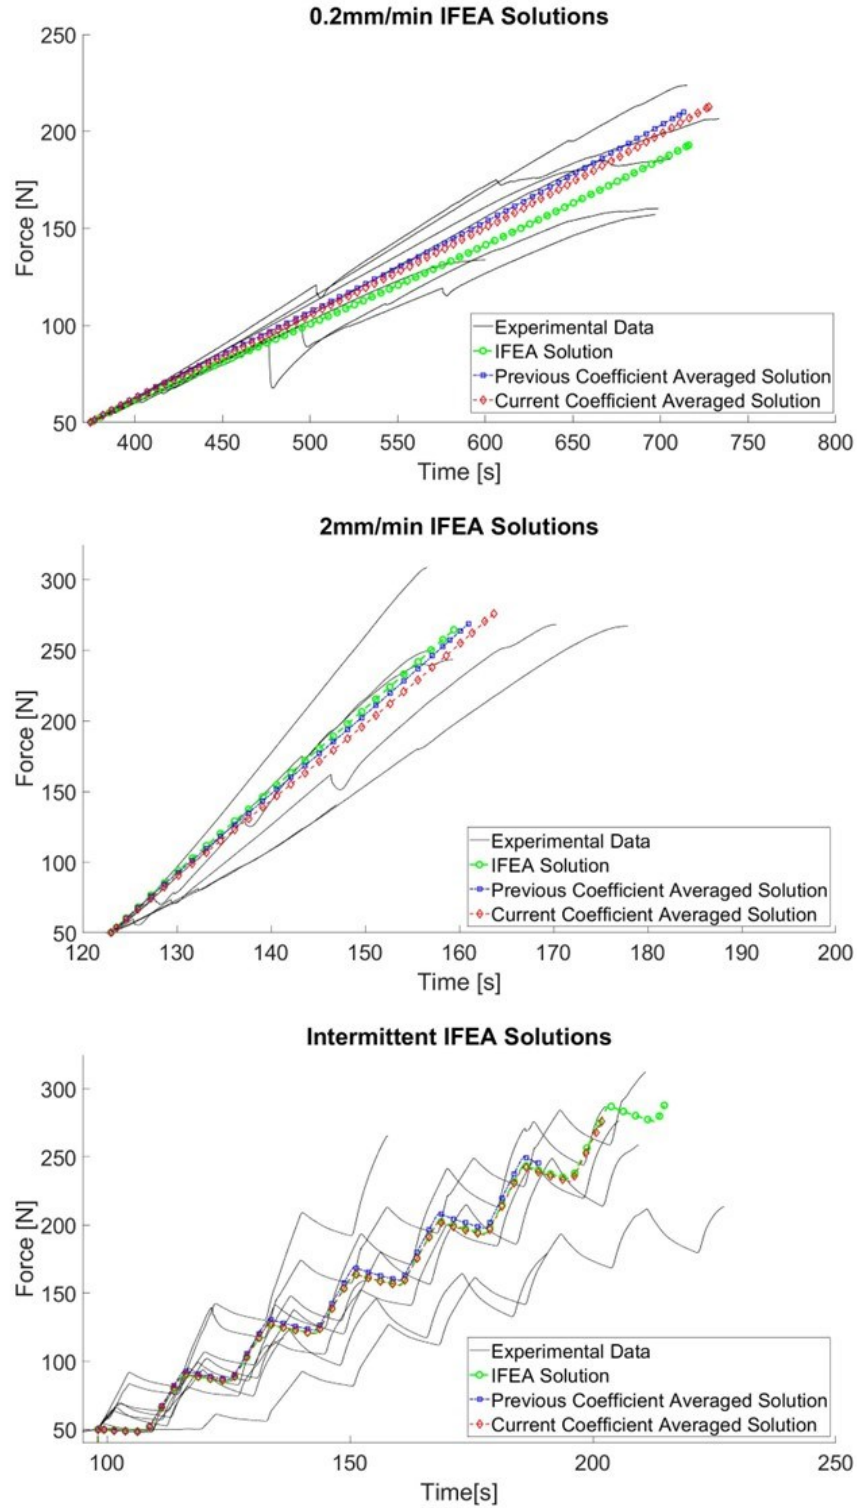 0.2mm/min IFEA Solutions
250
200
150
100
50
Force [N]
Experimental Data
IFEA Solution
Previous Coefficient Averaged Solution
Current Coefficient Averaged Solution
400 450 500 550 600 650 700 750 800
Time [s]
2mm/min IFEA Solutions
300
250
200
150
100
50
Force [N]
Experimental Data
IFEA Solution
Previous Coefficient Averaged Solution
Current Coefficient Averaged Solution
120 130 140 150 160 170 180 190 200
Time [s]
Intermittent IFEA Solutions
300
250
200
150
100
50
Force [N]
Experimental Data
IFEA Solution
Previous Coefficient Averaged Solution
Current Coefficient Averaged Solution
100 150 200 250
Time[s]